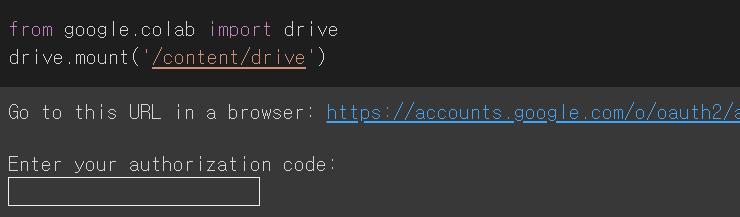 from google.colab import drive
drive.mount('/content/drive')
Go to this URL in a browser: https://accounts.google.com/o/oauth2/a
Enter your authorization code: